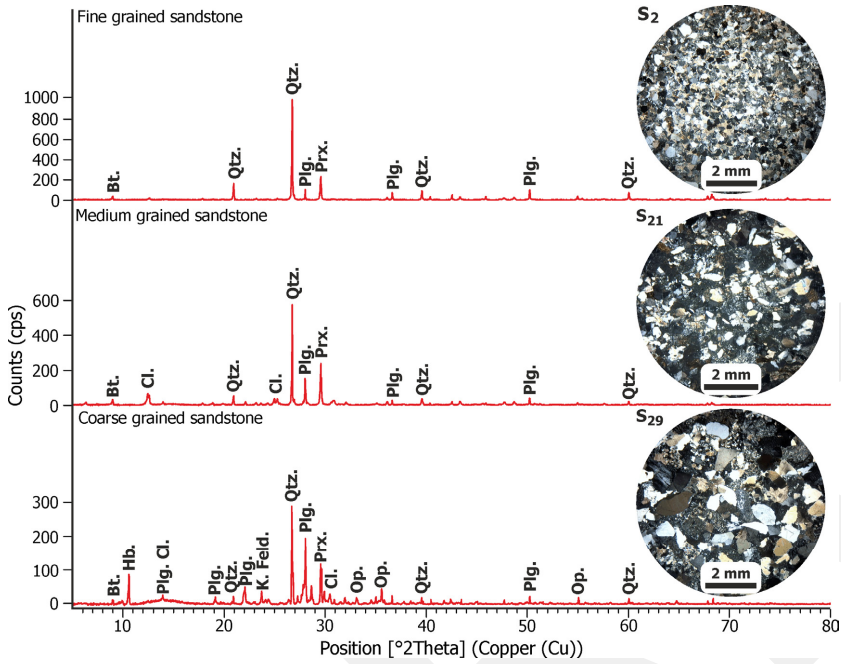 Fine grained sandstone
S2
1000
800
600
400
200
0
Bt.
Qtz.
Qtz.
Plg.
Prx.
Plg.
Qtz.
Plg.
Qtz.
2 mm
Medium grained sandstone
S21
600
400
200
0
Bt.
Cl.
Qtz.
Cl.
Qtz.
Plg.
Prx.
Plg.
Qtz.
Plg.
Qtz.
2 mm
Counts (cps)
Coarse grained sandstone
S29
300
200
100
0
Bt.
Hb.
Plg. Cl.
Plg.
Qtz.
Plg.
K. Feld.
Qtz.
Plg.
Prx.
Cl.
Op.
Op.
Qtz.
Plg.
Op.
Qtz.
2 mm
10 20 30 40 50 60 70 80
Position [°2Theta] (Copper (Cu))